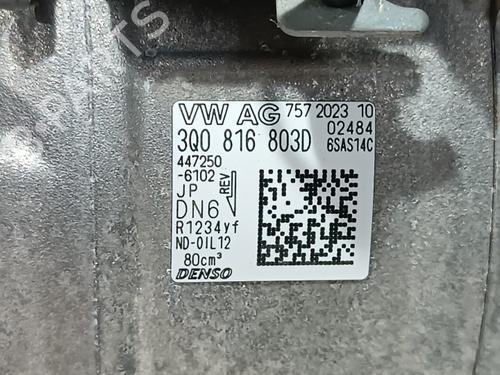 VW AG 757 2023 10
02484
3Q0 816 803D 6SAS14C
447250
-6102
JP REV
DN6
R1234yf
ND-OIL12
80cm³
DENSO